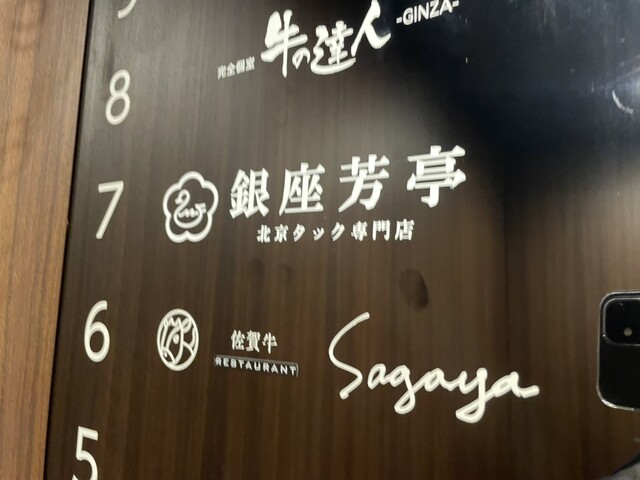 8
完全個室 牛の達人 -GINZA-
7
銀座芳亭
北京ダック専門店
6
佐賀牛
RESTAURANT
Sagaya
5